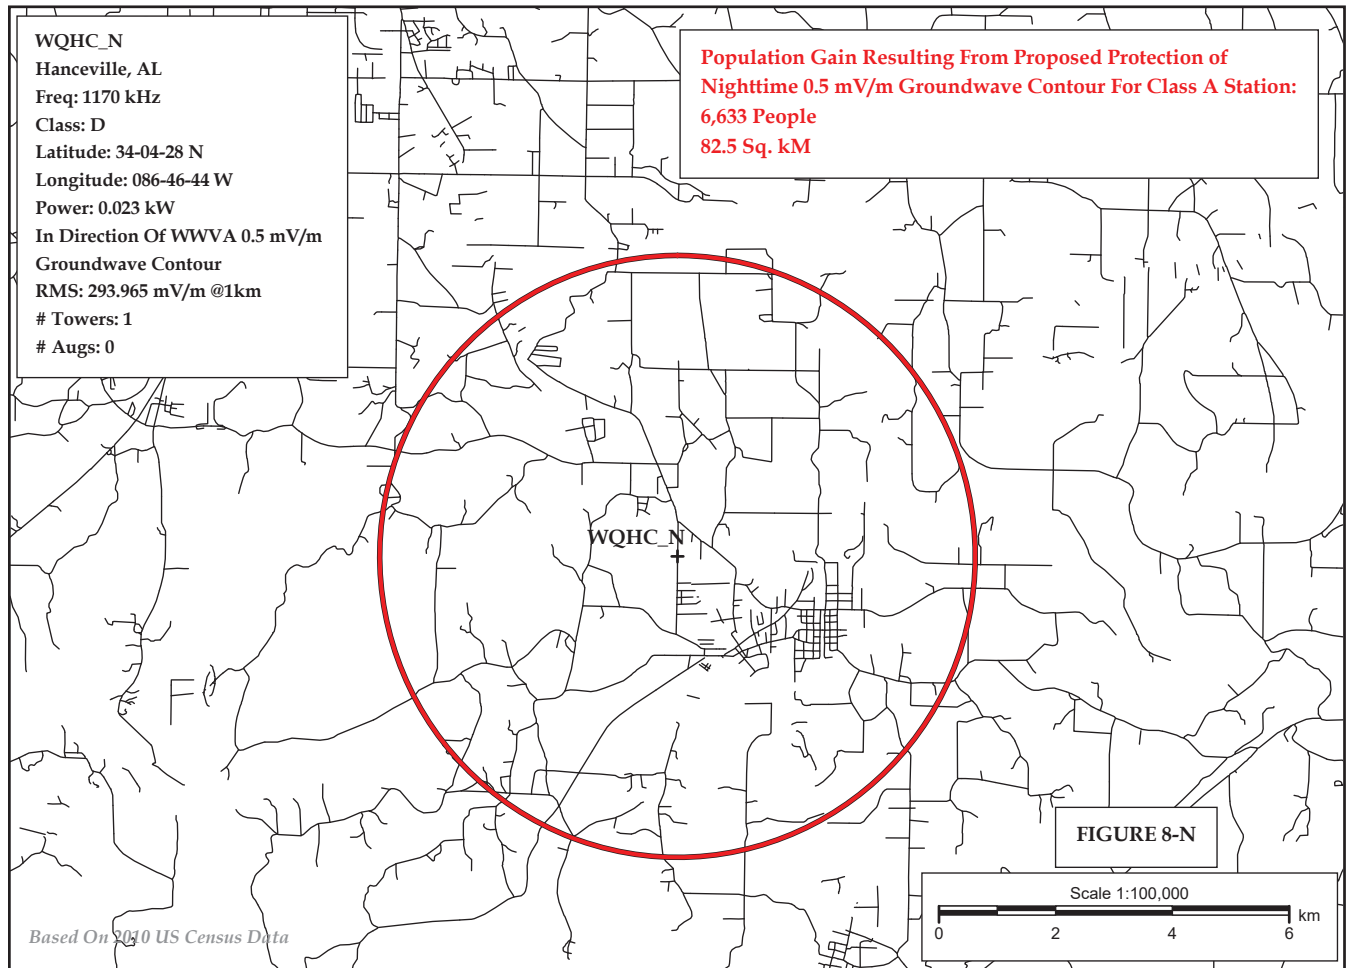 WQHC_N
Hanceville, AL
Freq: 1170 kHz
Class: D
Latitude: 34-04-28 N
Longitude: 086-46-44 W
Power: 0.023 kW
In Direction Of WWVA 0.5 mV/m
Groundwave Contour
RMS: 293.965 mV/m @1km
# Towers: 1
# Augs: 0
Population Gain Resulting From Proposed Protection of
Nighttime 0.5 mV/m Groundwave Contour For Class A Station:
6,633 People
82.5 Sq. kM
WQHC_N
FIGURE 8-N
Scale 1:100,000
km
0 2 4 6
Based On 2010 US Census Data